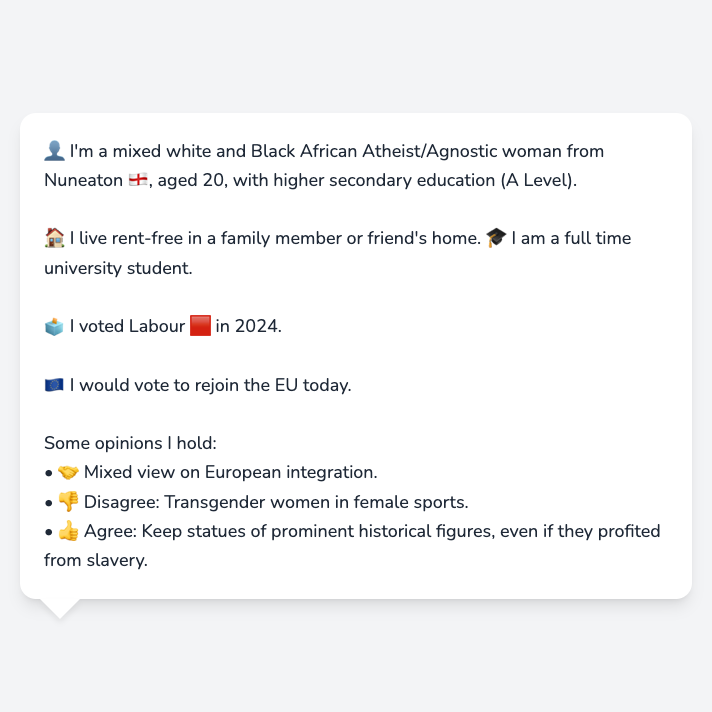 👤 I'm a mixed white and Black African Atheist/Agnostic woman from
Nuneaton 🏴󠁧󠁢󠁥󠁮󠁧󠁿, aged 20, with higher secondary education (A Level).
🏠 I live rent-free in a family member or friend's home. 🎓 I am a full time
university student.
🗳️ I voted Labour 🟥 in 2024.
🇪🇺 I would vote to rejoin the EU today.
Some opinions I hold:
• 🤝 Mixed view on European integration.
• 👎 Disagree: Transgender women in female sports.
• 👍 Agree: Keep statues of prominent historical figures, even if they profited
from slavery.